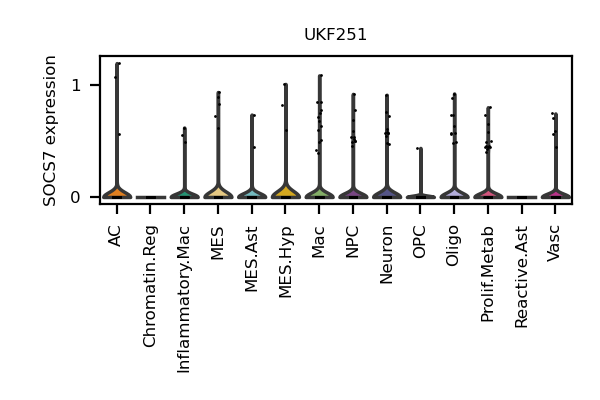 UKF251
SOCS7 expression
1
0
AC
Chromatin.Reg
Inflammatory.Mac
MES
MES.Ast
MES.Hyp
Mac
NPC
Neuron
OPC
Oligo
Prolif.Metab
Reactive.Ast
Vasc